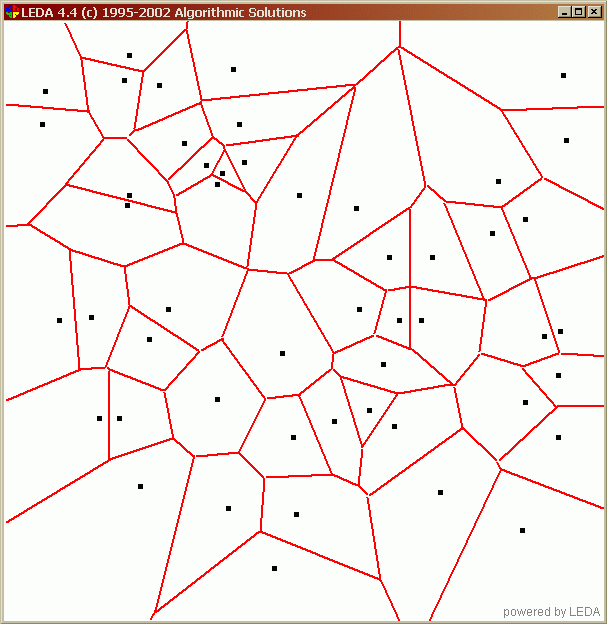 LEDA 4.4 (c) 1995-2002 Algorithmic Solutions
powered by LEDA